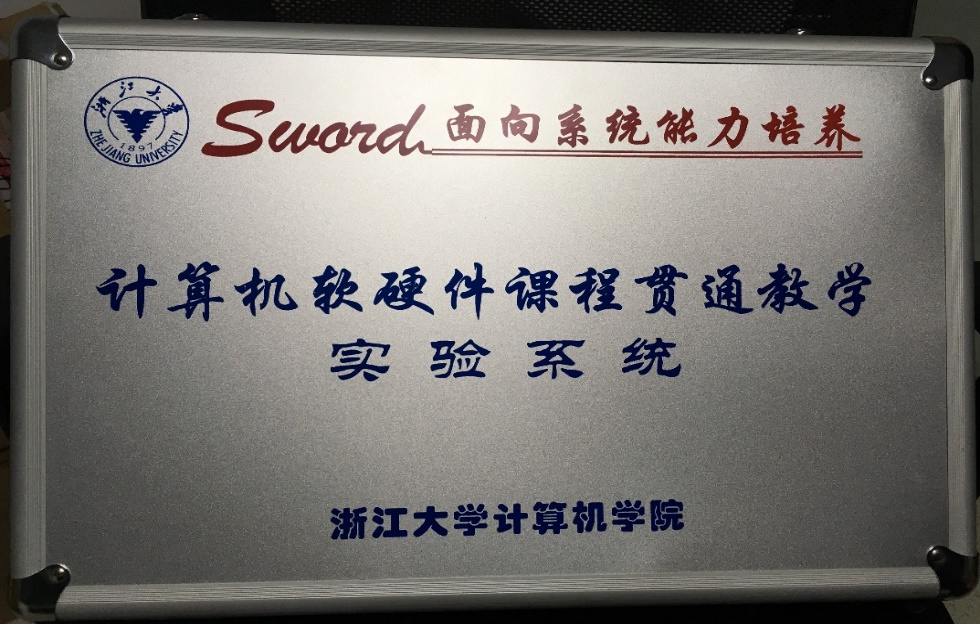 浙江大学
ZHEJIANG UNIVERSITY
1897
Sword 面向系统能力培养
计算机软硬件课程贯通教学
实验系统
浙江大学计算机学院